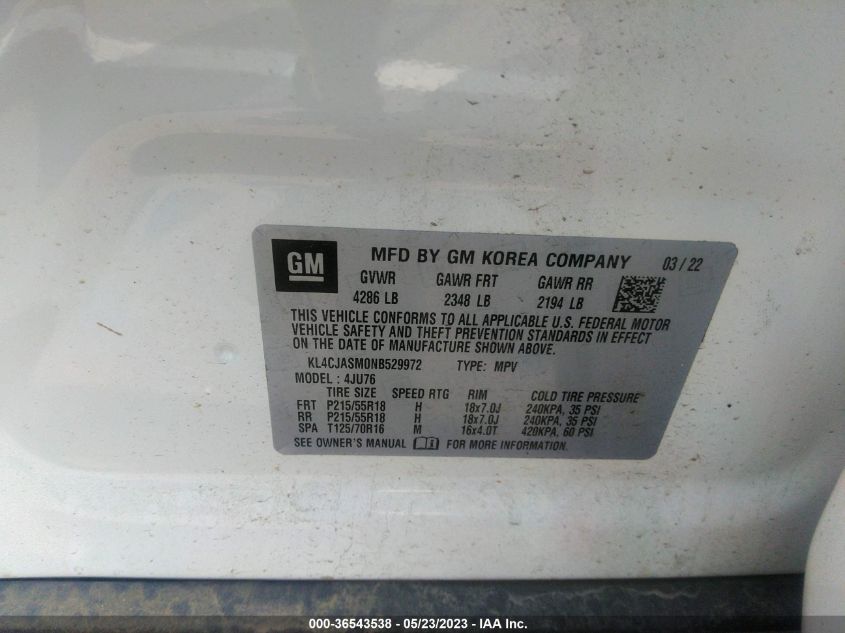 GM MFD BY GM KOREA COMPANY 03/22
GVWR GAWR FRT GAWR RR
4286 LB 2348 LB 2194 LB
THIS VEHICLE CONFORMS TO ALL APPLICABLE U.S. FEDERAL MOTOR
VEHICLE SAFETY AND THEFT PREVENTION STANDARDS IN EFFECT
ON THE DATE OF MANUFACTURE SHOWN ABOVE.
KL4CJASM0NB529972 TYPE: MPV
MODEL : 4JU76
TIRE SIZE SPEED RTG RIM COLD TIRE PRESSURE
FRT P215/55R18 H 18x7.0J 240KPA, 35 PSI
RR P215/55R18 H 18x7.0J 240KPA, 35 PSI
SPA T125/70R16 M 16x4.0T 420KPA, 60 PSI
SEE OWNER'S MANUAL FOR MORE INFORMATION.
000-36543538 - 05/23/2023 - IAA Inc.